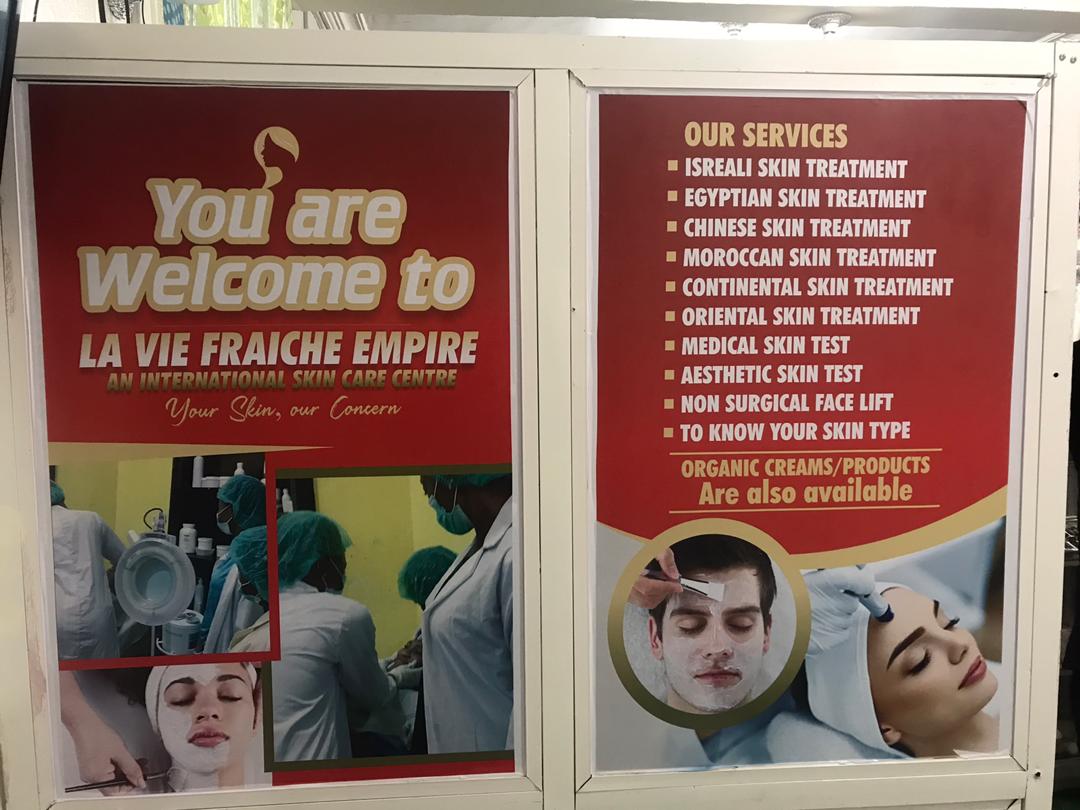 You are
Welcome to
LA VIE FRAICHE EMPIRE
AN INTERNATIONAL SKIN CARE CENTRE
Your Skin, our Concern
OUR SERVICES
ISREALI SKIN TREATMENT
EGYPTIAN SKIN TREATMENT
CHINESE SKIN TREATMENT
MOROCCAN SKIN TREATMENT
CONTINENTAL SKIN TREATMENT
ORIENTAL SKIN TREATMENT
MEDICAL SKIN TEST
AESTHETIC SKIN TEST
NON SURGICAL FACE LIFT
TO KNOW YOUR SKIN TYPE
ORGANIC CREAMS/PRODUCTS
Are also available